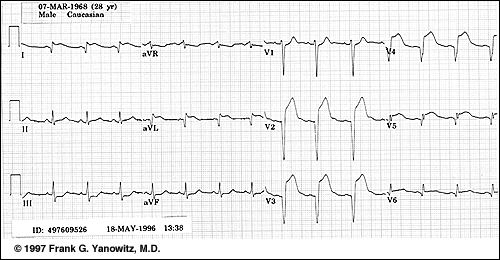 07-MAR-1968 (28 yr)
Male Caucasian
I
aVR
V1
V4
II
aVL
V2
V5
III
aVF
V3
V6
ID: 497609526 18-MAY-1996 13:38
© 1997 Frank G. Yanowitz, M.D.